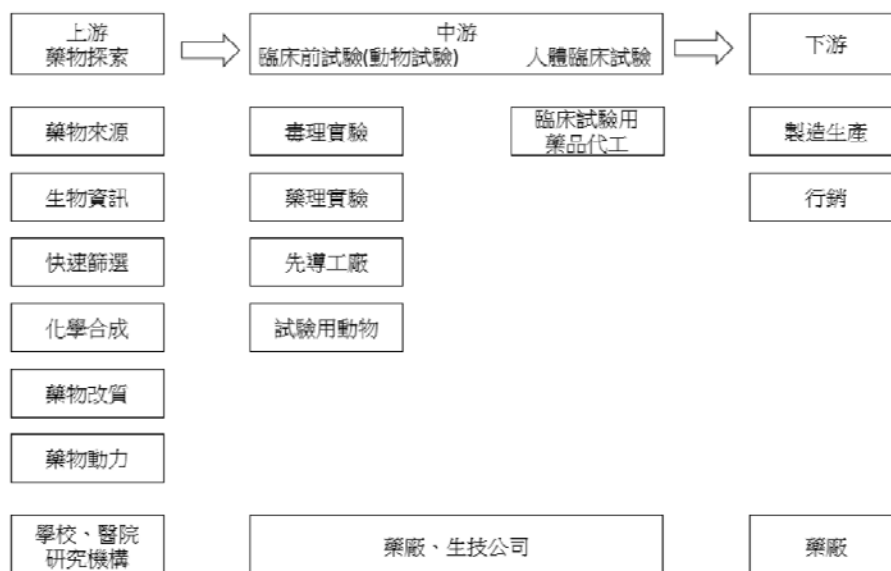 上游
藥物探索
中游
臨床前試驗(動物試驗) 人體臨床試驗
下游
藥物來源
毒理實驗
臨床試驗用
藥品代工
製造生產
生物資訊
藥理實驗
行銷
快速篩選
先導工廠
化學合成
試驗用動物
藥物改質
藥物動力
學校、醫院
研究機構
藥廠、生技公司
藥廠